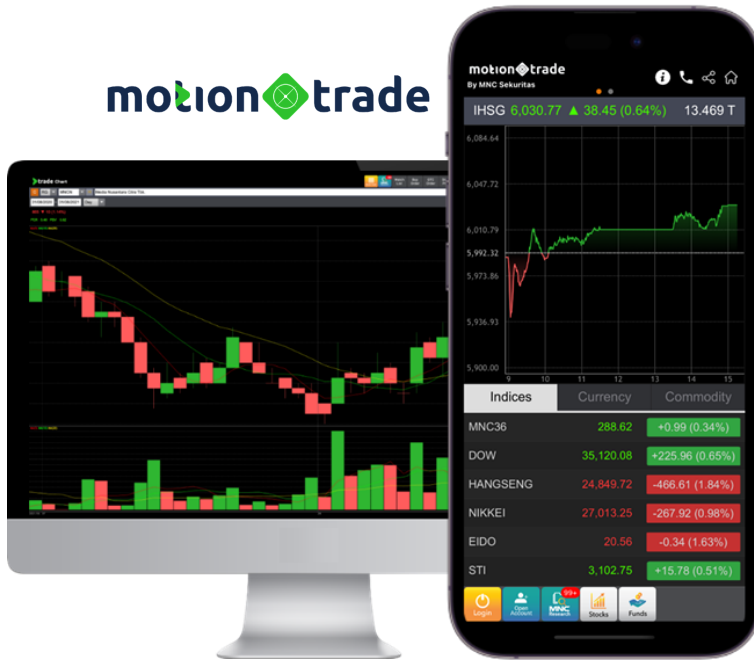 motion trade
motion trade
By MNC Sekuritas
IHSG 6,030.77 ▲ 38.45 (0.64%) 13.469 T
6,084.64
6,047.72
6,010.79
5,992.32
5,973.86
5,936.93
5,900.00
9 10 11 12 13 14 15
Indices Currency Commodity
MNC36 288.62 +0.99 (0.34%)
DOW 35,120.08 +225.96 (0.65%)
HANGSENG 24,849.72 -466.61 (1.84%)
NIKKEI 27,013.25 -267.92 (0.98%)
EIDO 20.56 -0.34 (1.63%)
STI 3,102.75 +15.78 (0.51%)
99+
Login Open Account MNC Research Stocks Funds
trade Chart